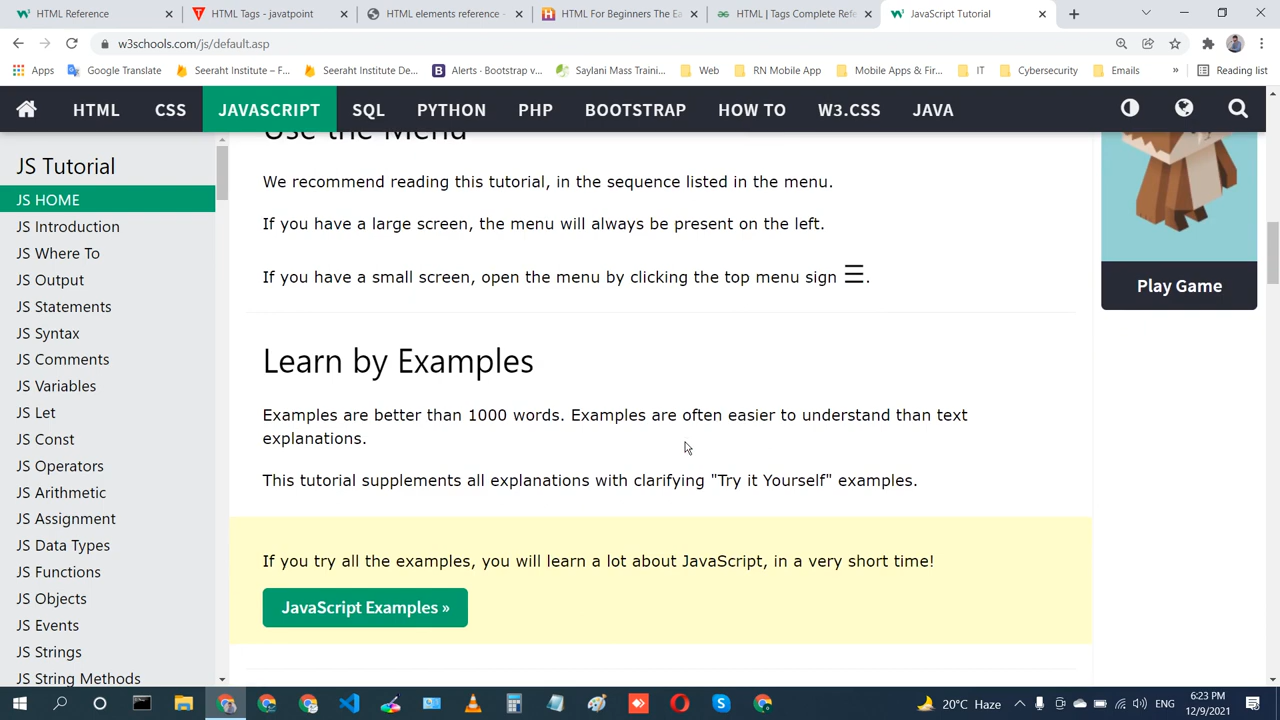 HTML Reference
HTML Tags - javatpoint
HTML elements reference -
HTML For Beginners The Ea
HTML | Tags Complete Refe
JavaScript Tutorial
w3schools.com/js/default.asp
Apps
Google Translate
Seeraht Institute – F...
Seeraht Institute De...
Alerts · Bootstrap v...
Saylani Mass Traini...
Web
RN Mobile App
Mobile Apps & Fir...
IT
Cybersecurity
Emails
»
Reading list
HTML
CSS
JAVASCRIPT
SQL
PYTHON
PHP
BOOTSTRAP
HOW TO
W3.CSS
JAVA
JS Tutorial
JS HOME
JS Introduction
JS Where To
JS Output
JS Statements
JS Syntax
JS Comments
JS Variables
JS Let
JS Const
JS Operators
JS Arithmetic
JS Assignment
JS Data Types
JS Functions
JS Objects
JS Events
JS Strings
JS String Methods
Use the Menu
We recommend reading this tutorial, in the sequence listed in the menu.
If you have a large screen, the menu will always be present on the left.
If you have a small screen, open the menu by clicking the top menu sign ☰.
Learn by Examples
Examples are better than 1000 words. Examples are often easier to understand than text
explanations.
This tutorial supplements all explanations with clarifying "Try it Yourself" examples.
If you try all the examples, you will learn a lot about JavaScript, in a very short time!
JavaScript Examples »
Play Game
20°C Haze
ENG
6:23 PM
12/9/2021